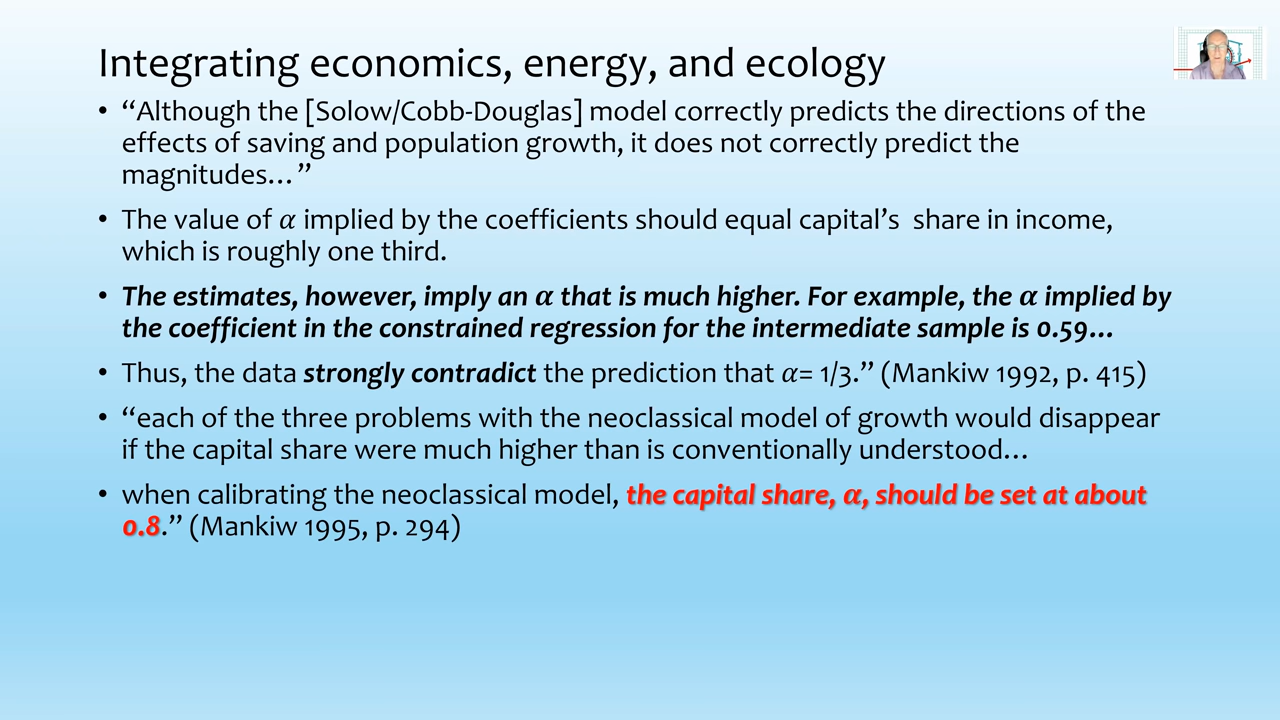 Integrating economics, energy, and ecology
• “Although the [Solow/Cobb-Douglas] model correctly predicts the directions of the
effects of saving and population growth, it does not correctly predict the
magnitudes…”
• The value of 𝛼 implied by the coefficients should equal capital’s  share in income,
which is roughly one third.
• The estimates, however, imply an 𝜶 that is much higher. For example, the 𝜶 implied by
the coefficient in the constrained regression for the intermediate sample is 0.59…
• Thus, the data strongly contradict the prediction that 𝛼= 1/3.” (Mankiw 1992, p. 415)
• “each of the three problems with the neoclassical model of growth would disappear
if the capital share were much higher than is conventionally understood…
• when calibrating the neoclassical model, the capital share, 𝜶, should be set at about
0.8.” (Mankiw 1995, p. 294)